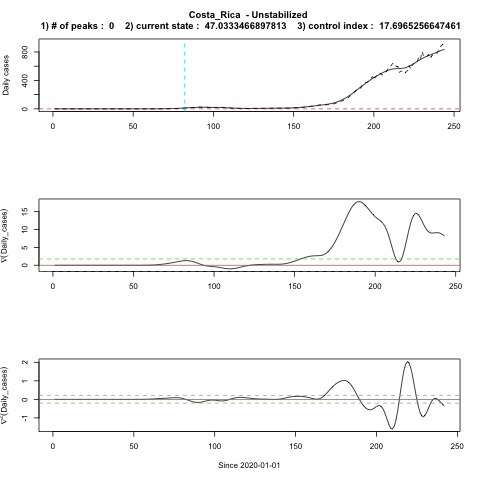 Costa_Rica - Unstabilized
1) # of peaks : 0 2) current state : 47.0333466897813 3) control index : 17.6965256647461
Daily cases
0 400 800
0 50 100 150 200 250
∇(Daily_cases)
0 5 10 15
0 50 100 150 200 250
∇²(Daily_cases)
-1 0 1 2
0 50 100 150 200 250
Since 2020-01-01